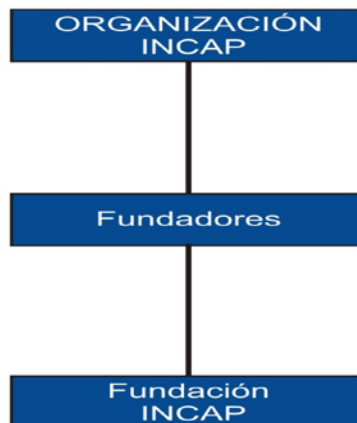 ORGANIZACIÓN
INCAP
Fundadores
Fundación
INCAP